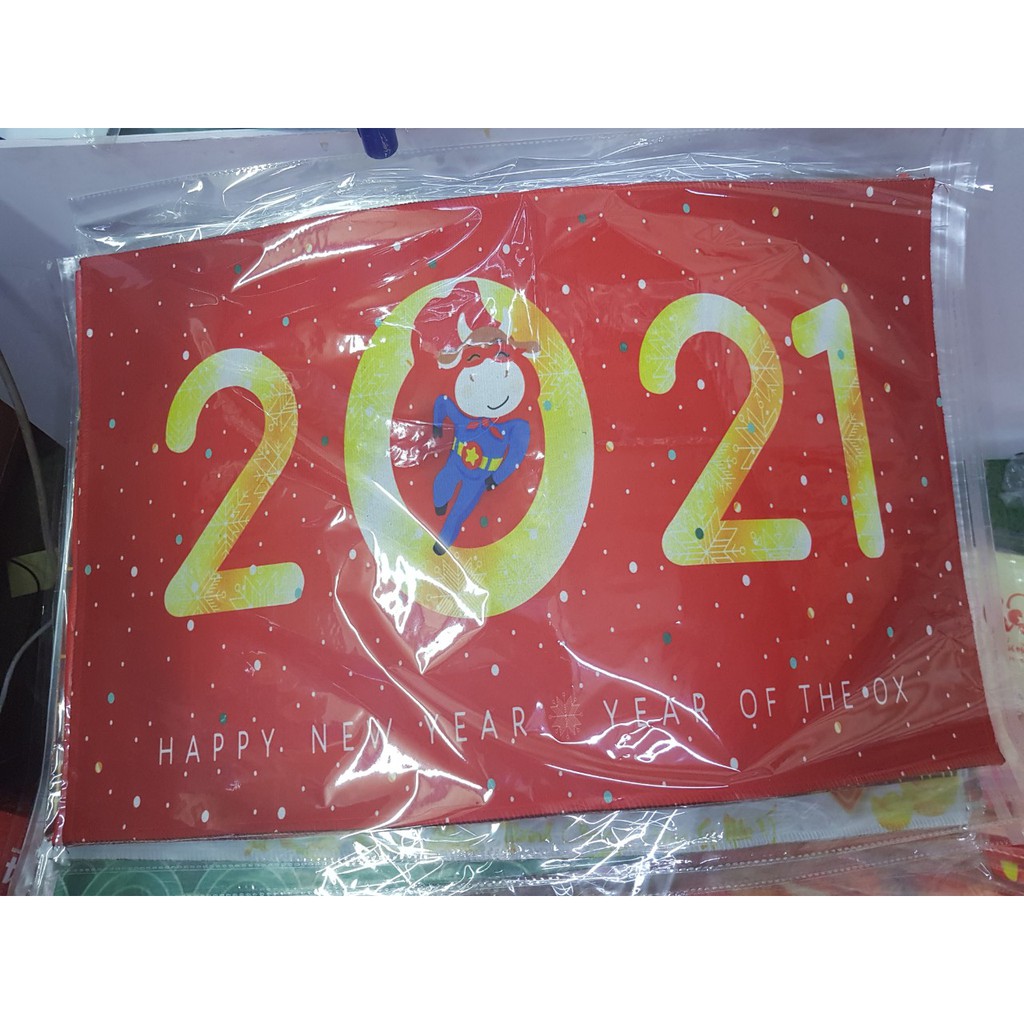 2021
HAPPY NEW YEAR YEAR OF THE OX